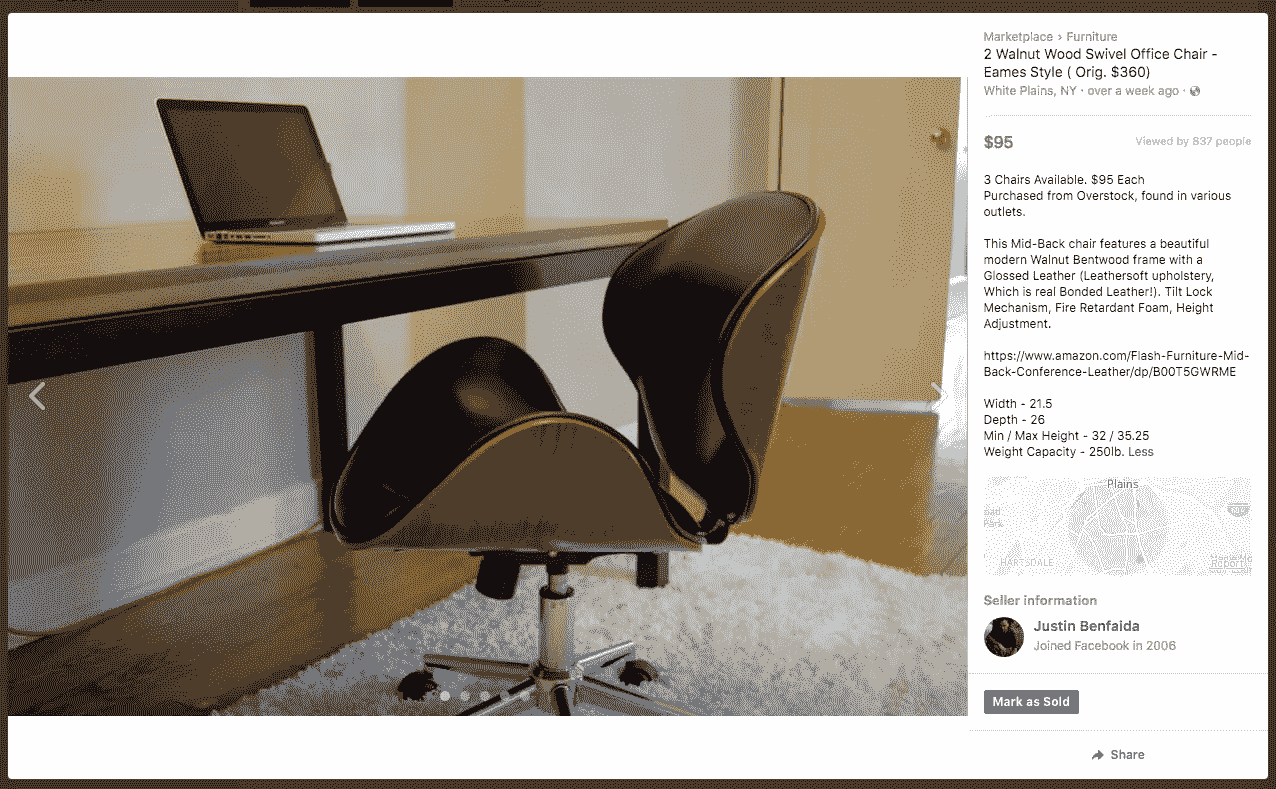 Marketplace › Furniture
2 Walnut Wood Swivel Office Chair -
Eames Style ( Orig. $360)
White Plains, NY · over a week ago ·
$95
Viewed by 837 people
3 Chairs Available. $95 Each
Purchased from Overstock, found in various
outlets.
This Mid-Back chair features a beautiful
modern Walnut Bentwood frame with a
Glossed Leather (Leathersoft upholstery,
Which is real Bonded Leather!). Tilt Lock
Mechanism, Fire Retardant Foam, Height
Adjustment.
https://www.amazon.com/Flash-Furniture-Mid-
Back-Conference-Leather/dp/B00T5GWRME
Width - 21.5
Depth - 26
Min / Max Height - 32 / 35.25
Weight Capacity - 250lb. Less
Plains
Park
HARTSDALE
Report
Seller information
Justin Benfaida
Joined Facebook in 2006
Mark as Sold
Share